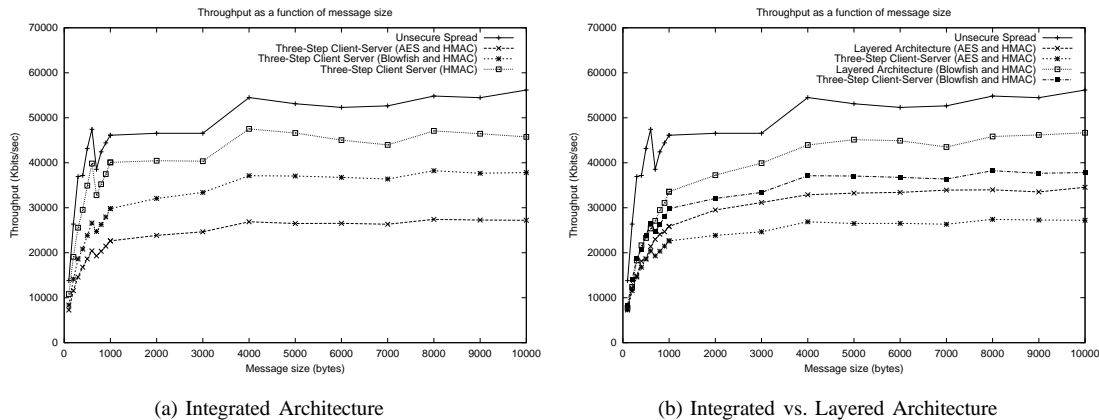 Throughput as a function of message size
70000
60000
50000
40000
30000
20000
10000
0
Throughput (Kbits/sec)
Unsecure Spread
Three-Step Client-Server (AES and HMAC)
Three-Step Client Server (Blowfish and HMAC)
Three-Step Client Server (HMAC)
0 1000 2000 3000 4000 5000 6000 7000 8000 9000 10000
Message size (bytes)
(a) Integrated Architecture
Throughput as a function of message size
70000
60000
50000
40000
30000
20000
10000
0
Throughput (Kbits/sec)
Unsecure Spread
Layered Architecture (AES and HMAC)
Three-Step Client-Server (AES and HMAC)
Layered Architecture (Blowfish and HMAC)
Three-Step Client-Server (Blowfish and HMAC)
0 1000 2000 3000 4000 5000 6000 7000 8000 9000 10000
Message size (bytes)
(b) Integrated vs. Layered Architecture